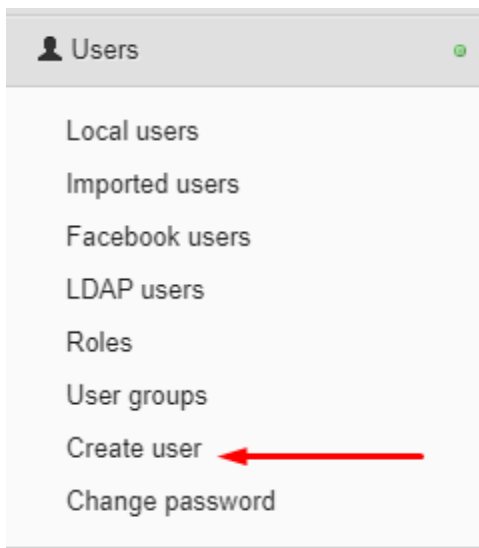 Users
Local users
Imported users
Facebook users
LDAP users
Roles
User groups
Create user
Change password